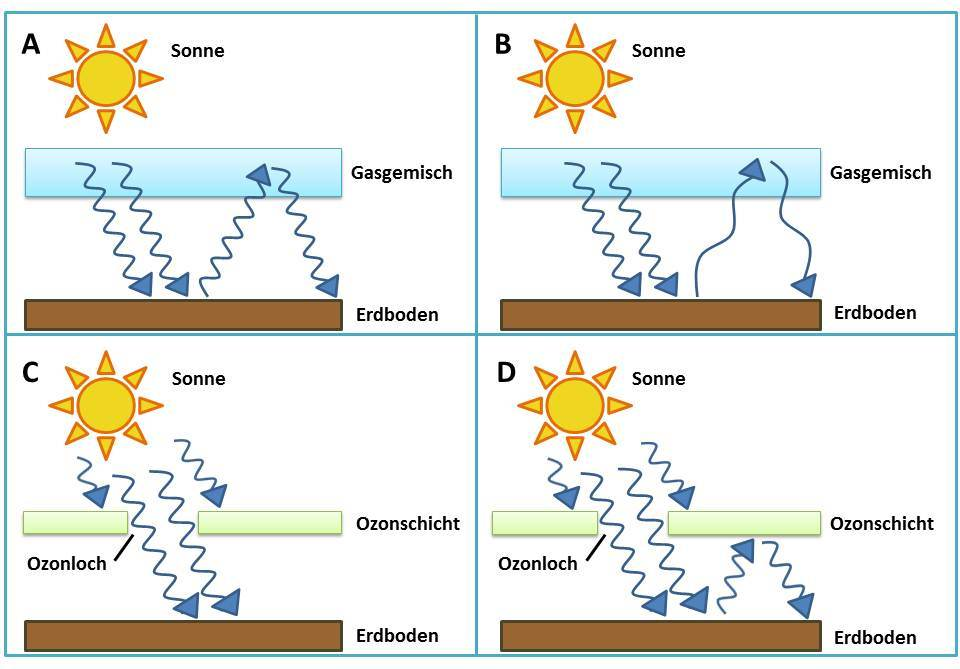 A
Sonne
Gasgemisch
Erdboden
B
Sonne
Gasgemisch
Erdboden
C
Sonne
Ozonschicht
Ozonloch
Erdboden
D
Sonne
Ozonschicht
Ozonloch
Erdboden